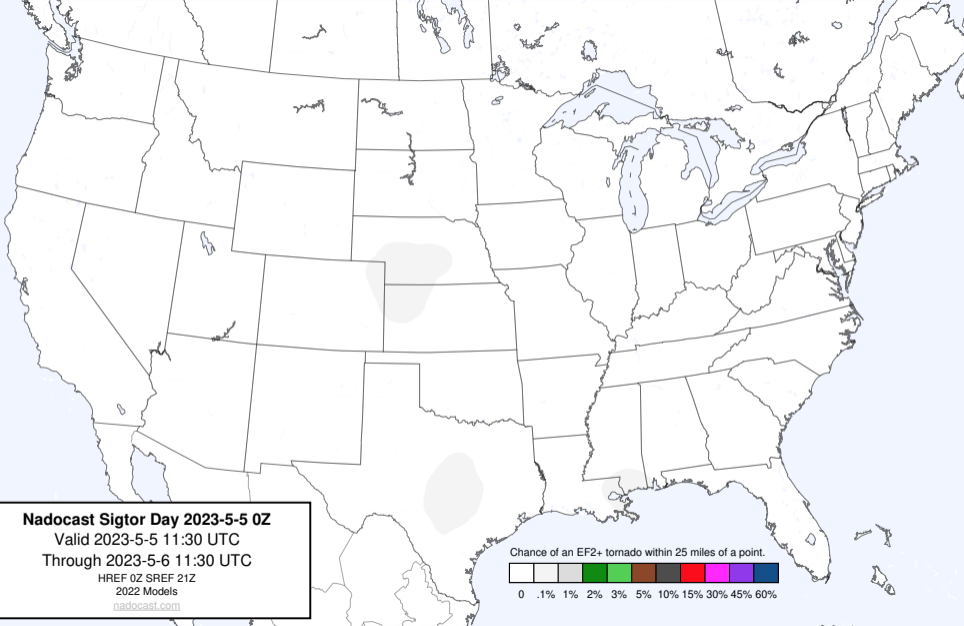 Nadocast Sigtor Day 2023-5-5 0Z
Valid 2023-5-5 11:30 UTC
Through 2023-5-6 11:30 UTC
HREF 0Z SREF 21Z
2022 Models
nadocast.com
Chance of an EF2+ tornado within 25 miles of a point.
0 .1% 1% 2% 3% 5% 10% 15% 30% 45% 60%